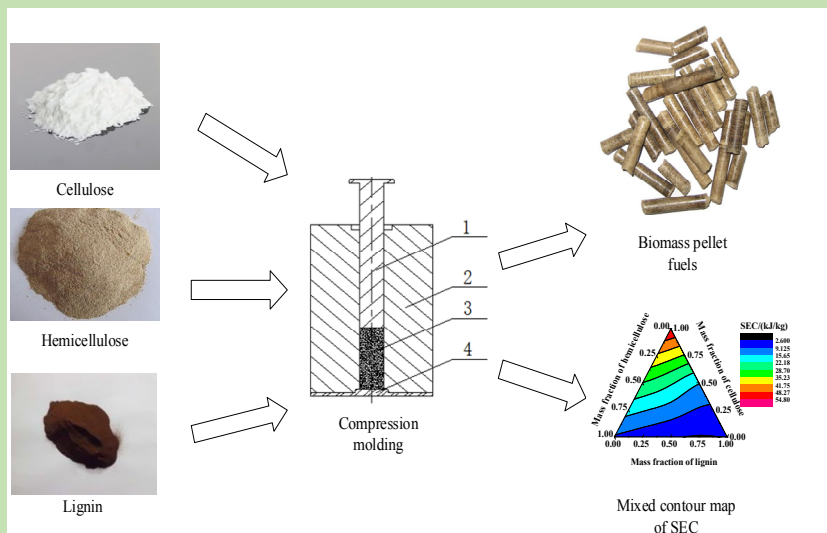 Cellulose
Hemicellulose
Lignin
1
2
3
4
Compression
molding
Biomass pellet
fuels
Mass fraction of hemicellulose
0.00
0.25
0.50
0.75
1.00
Mass fraction of cellulose
1.00
0.75
0.50
0.25
0.00
0.00 0.25 0.50 0.75 1.00
Mass fraction of lignin
SEC/(kJ/kg)
2.600
9.125
15.65
22.18
28.70
35.23
41.75
48.27
54.80
Mixed contour map
of SEC